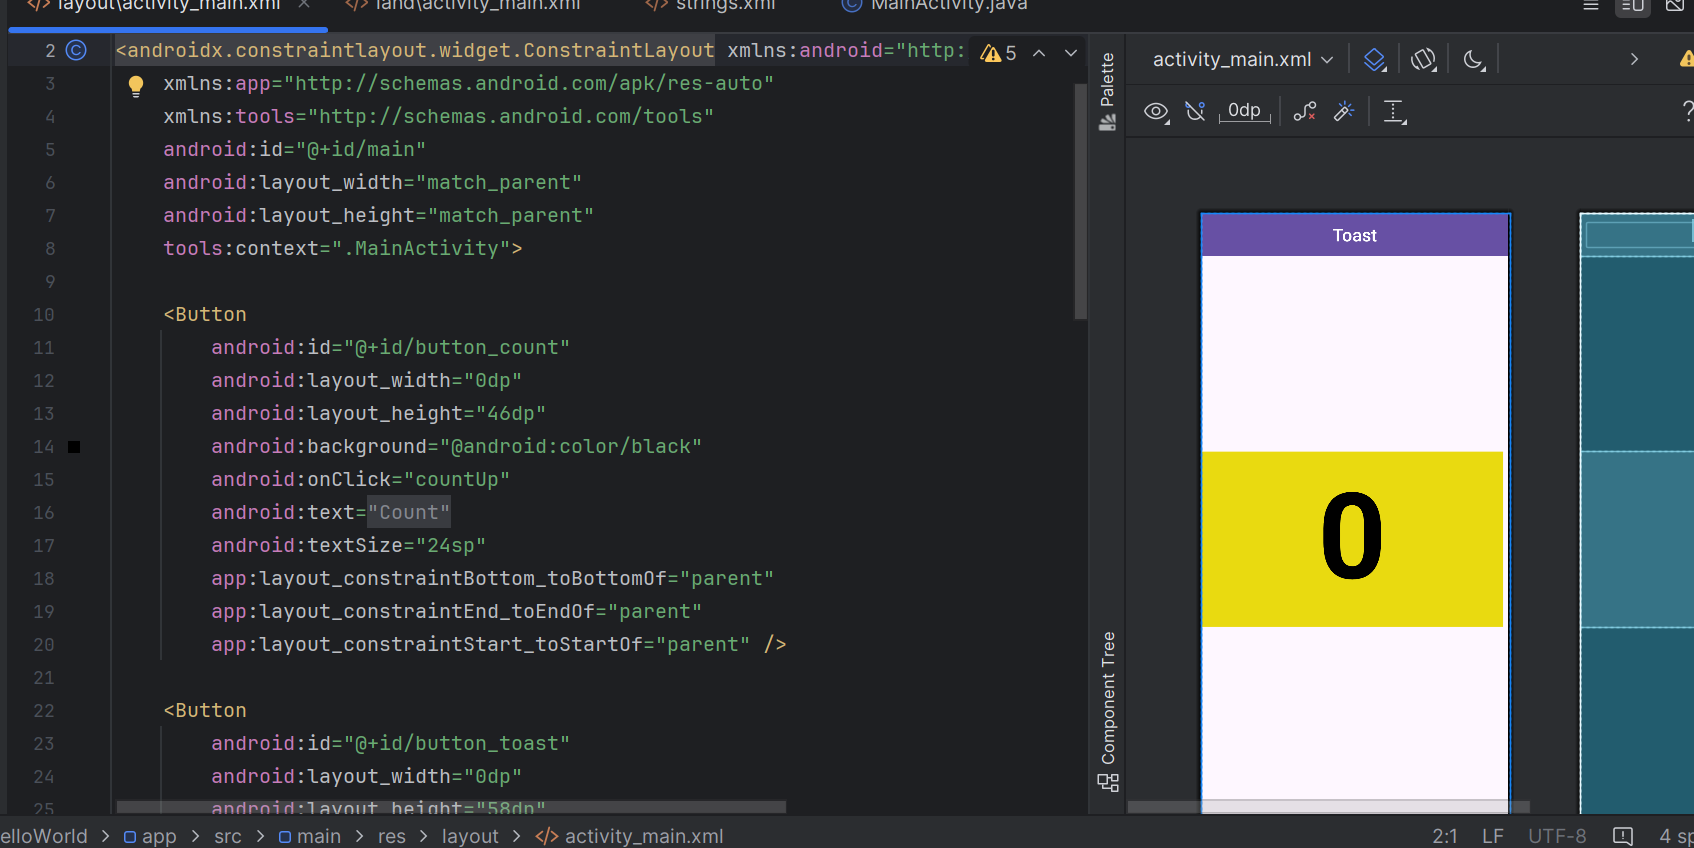 </> layout\activity_main.xml × </> land\activity_main.xml </> strings.xml C MainActivity.java
2 C <androidx.constraintlayout.widget.ConstraintLayout xmlns:android="http: 5
3 xmlns:app="http://schemas.android.com/apk/res-auto"
4 xmlns:tools="http://schemas.android.com/tools"
5 android:id="@+id/main"
6 android:layout_width="match_parent"
7 android:layout_height="match_parent"
8 tools:context=".MainActivity">
9
10 <Button
11 android:id="@+id/button_count"
12 android:layout_width="0dp"
13 android:layout_height="46dp"
14 android:background="@android:color/black"
15 android:onClick="countUp"
16 android:text="Count"
17 android:textSize="24sp"
18 app:layout_constraintBottom_toBottomOf="parent"
19 app:layout_constraintEnd_toEndOf="parent"
20 app:layout_constraintStart_toStartOf="parent" />
21
22 <Button
23 android:id="@+id/button_toast"
24 android:layout_width="0dp"
25 android:layout_height="58dp"
Palette
Component Tree
activity_main.xml
0dp ?
Toast
0
elloWorld > app > src > main > res > layout > </> activity_main.xml 2:1 LF UTF-8 4 sp